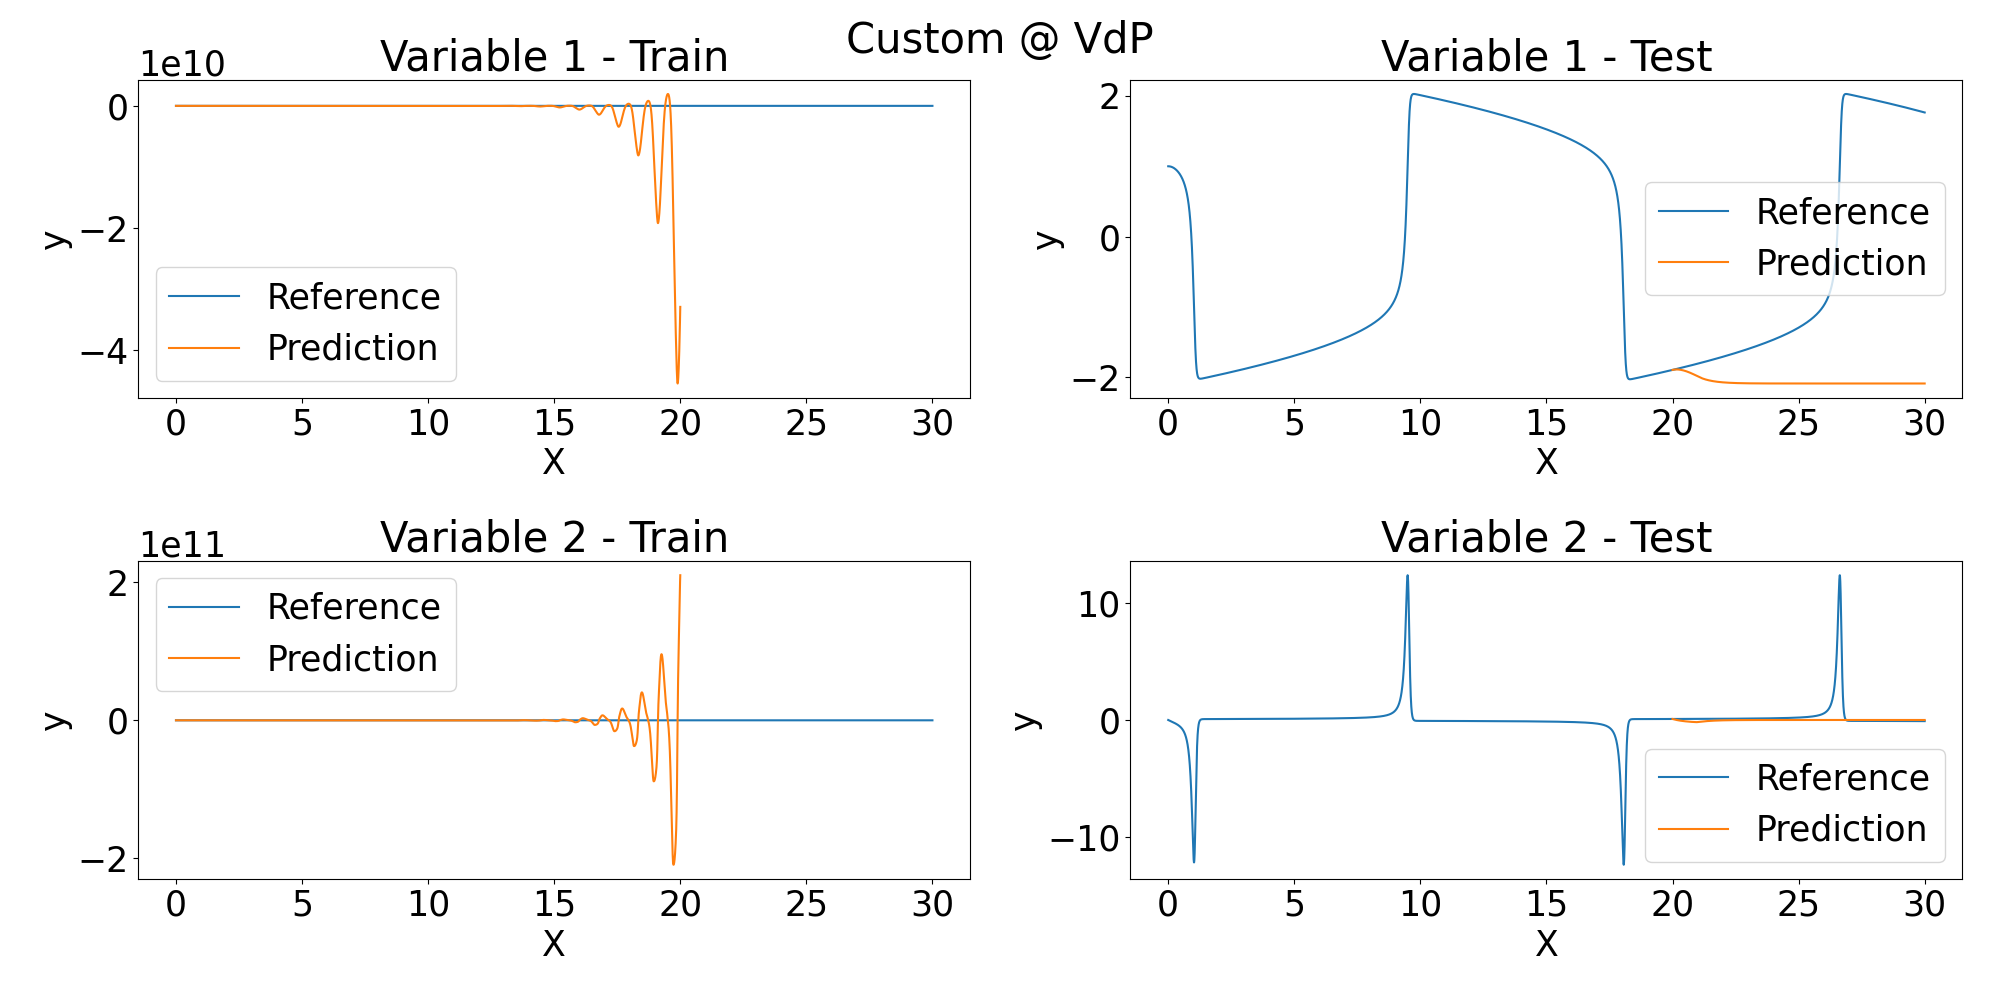 Custom @ VdP
Variable 1 - Train
1e10
0
−2
−4
y
Reference
Prediction
0 5 10 15 20 25 30
X
Variable 1 - Test
2
0
−2
y
Reference
Prediction
0 5 10 15 20 25 30
X
Variable 2 - Train
1e11
2
0
−2
y
Reference
Prediction
0 5 10 15 20 25 30
X
Variable 2 - Test
10
0
−10
y
Reference
Prediction
0 5 10 15 20 25 30
X